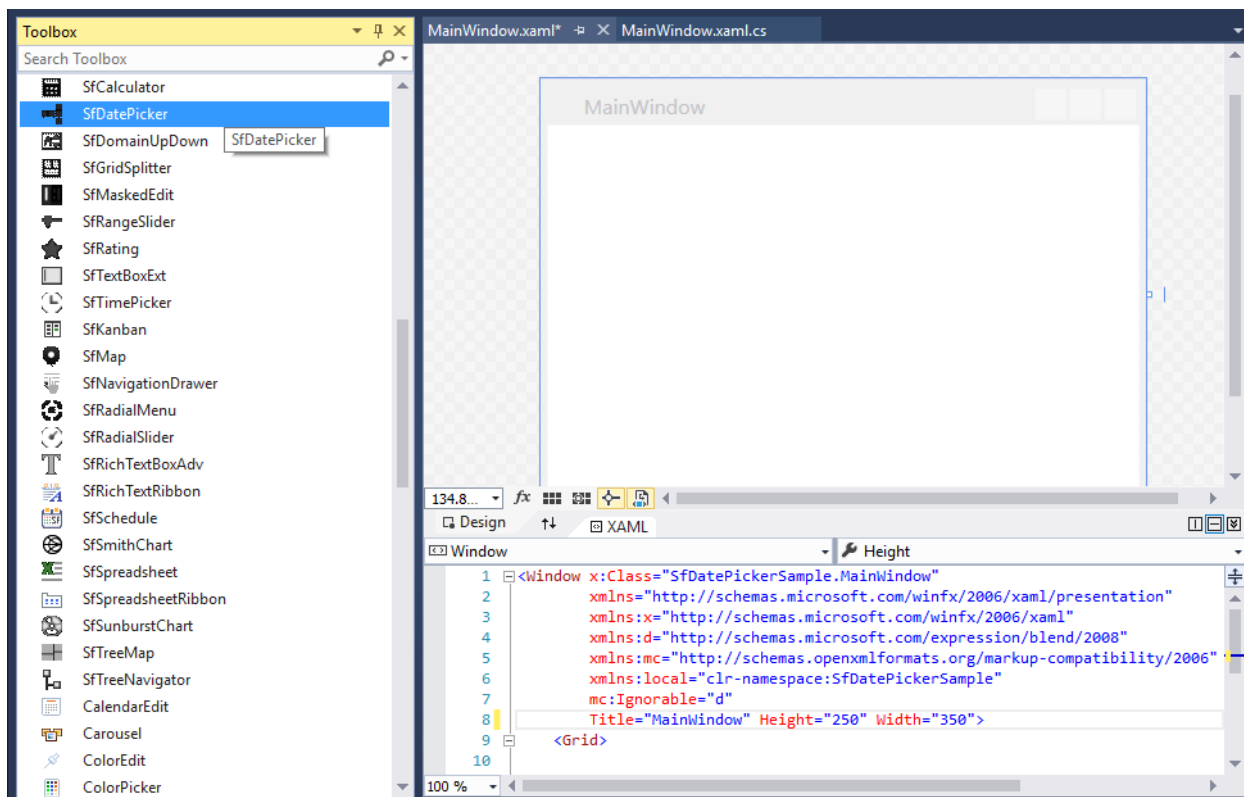 Toolbox
Search Toolbox
SfCalculator
SfDatePicker
SfDomainUpDown
SfDatePicker
SfGridSplitter
SfMaskedEdit
SfRangeSlider
SfRating
SfTextBoxExt
SfTimePicker
SfKanban
SfMap
SfNavigationDrawer
SfRadialMenu
SfRadialSlider
SfRichTextBoxAdv
SfRichTextRibbon
SfSchedule
SfSmithChart
SfSpreadsheet
SfSpreadsheetRibbon
SfSunburstChart
SfTreeMap
SfTreeNavigator
CalendarEdit
Carousel
ColorEdit
ColorPicker
MainWindow.xaml* MainWindow.xaml.cs
MainWindow
134.8... fx
Design XAML
Window Height
1 <Window x:Class="SfDatePickerSample.MainWindow"
2 xmlns="http://schemas.microsoft.com/winfx/2006/xaml/presentation"
3 xmlns:x="http://schemas.microsoft.com/winfx/2006/xaml"
4 xmlns:d="http://schemas.microsoft.com/expression/blend/2008"
5 xmlns:mc="http://schemas.openxmlformats.org/markup-compatibility/2006"
6 xmlns:local="clr-namespace:SfDatePickerSample"
7 mc:Ignorable="d"
8 Title="MainWindow" Height="250" Width="350">
9 <Grid>
10
100 %